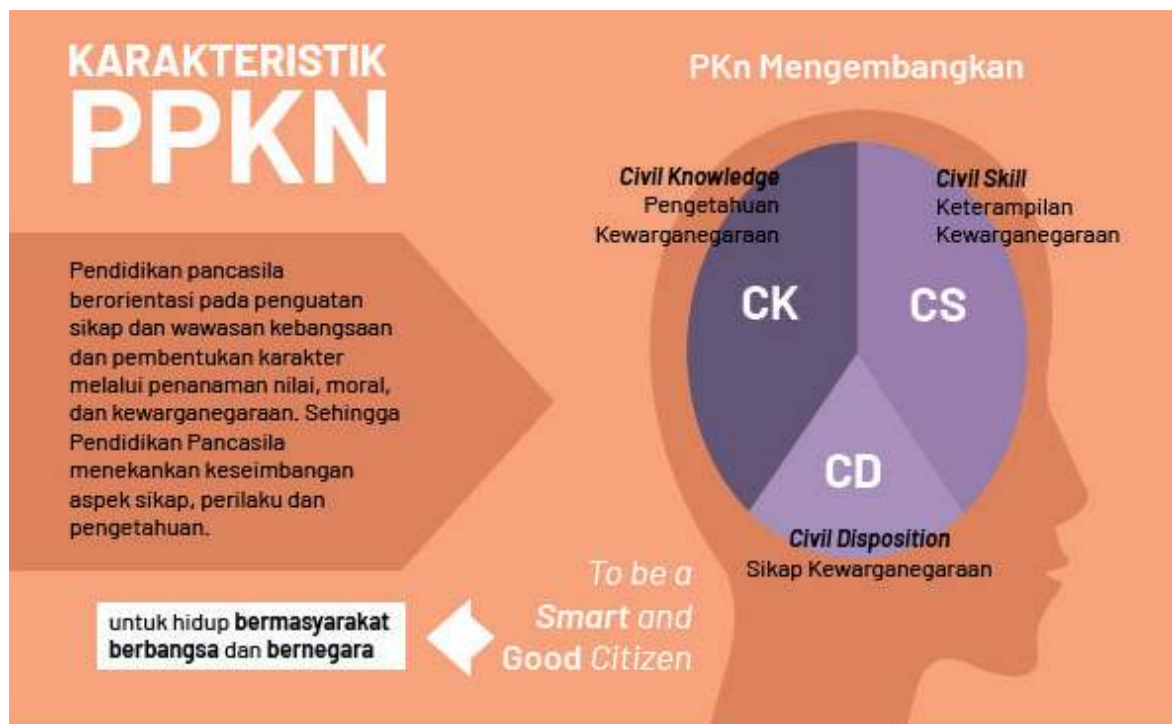 KARAKTERISTIK
PPKN
Pendidikan pancasila
berorientasi pada penguatan
sikap dan wawasan kebangsaan
dan pembentukan karakter
melalui penanaman nilai, moral,
dan kewarganegaraan. Sehingga
Pendidikan Pancasila
menekankan keseimbangan
aspek sikap, perilaku dan
pengetahuan.
PKn Mengembangkan
Civil Knowledge
Pengetahuan
Kewarganegaraan
Civil Skill
Keterampilan
Kewarganegaraan
CK
CS
CD
Civil Disposition
Sikap Kewarganegaraan
To be a
Smart and
Good Citizen
untuk hidup bermasyarakat
berbangsa dan bernegara